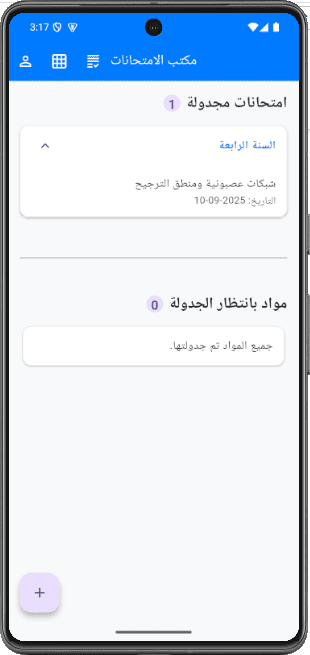 3:17
مكتب الامتحانات
امتحانات مجدولة 1
السنة الرابعة
شبكات عصبونية ومنطق الترجيح
التاريخ: 2025-09-10
مواد بانتظار الجدولة 0
جميع المواد تم جدولتها.
+